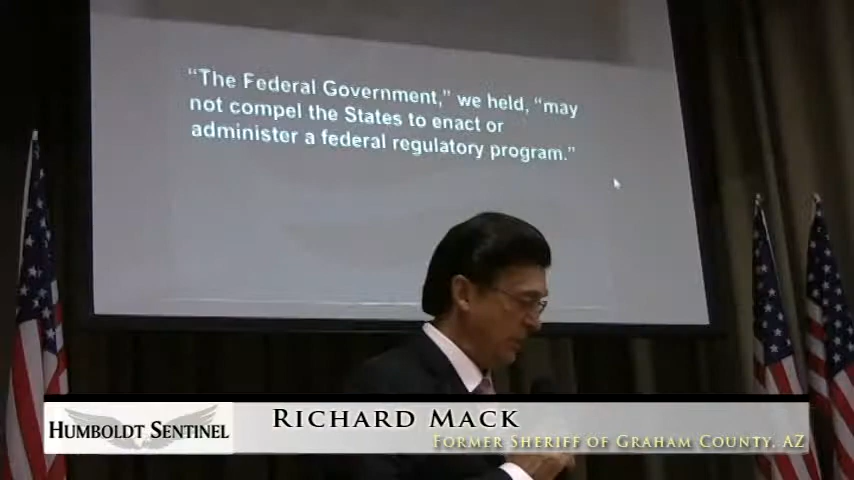 “The Federal Government,” we held, “may
not compel the States to enact or
administer a federal regulatory program.”
HUMBOLDT SENTINEL
RICHARD MACK
FORMER SHERIFF OF GRAHAM COUNTY, AZ